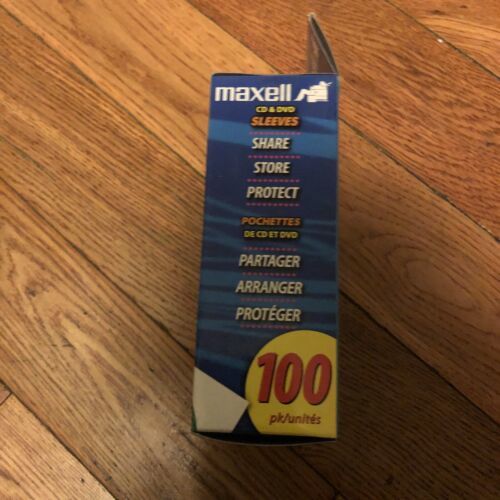 maxell
CD & DVD
SLEEVES
SHARE
STORE
PROTECT
POCHETTES
DE CD ET DVD
PARTAGER
ARRANGER
PROTÉGER
100
pk/unités